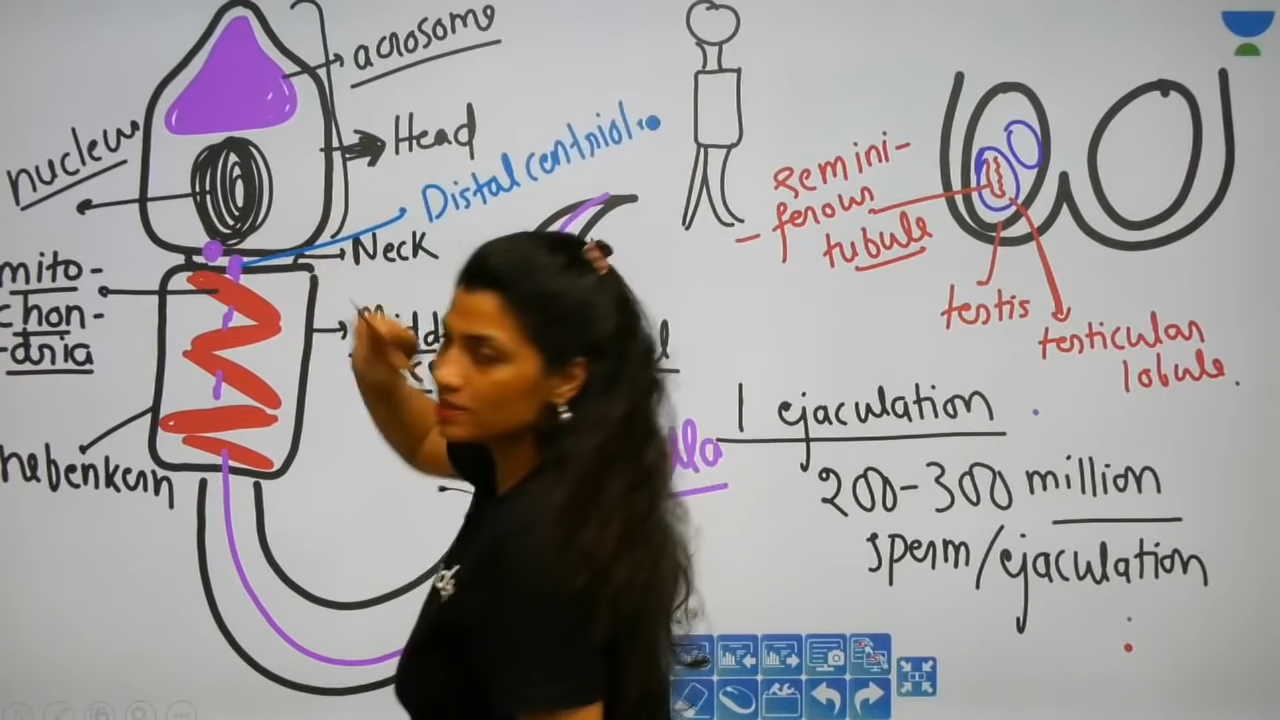 acrosome
nucleus
Head
Distal centriol
Neck
mito-
chon-
-dria
nebenkern
Semini-
-ferous
tubule
testis
testicular
lobule.
1 ejaculation
200-300 million
sperm/ejaculation